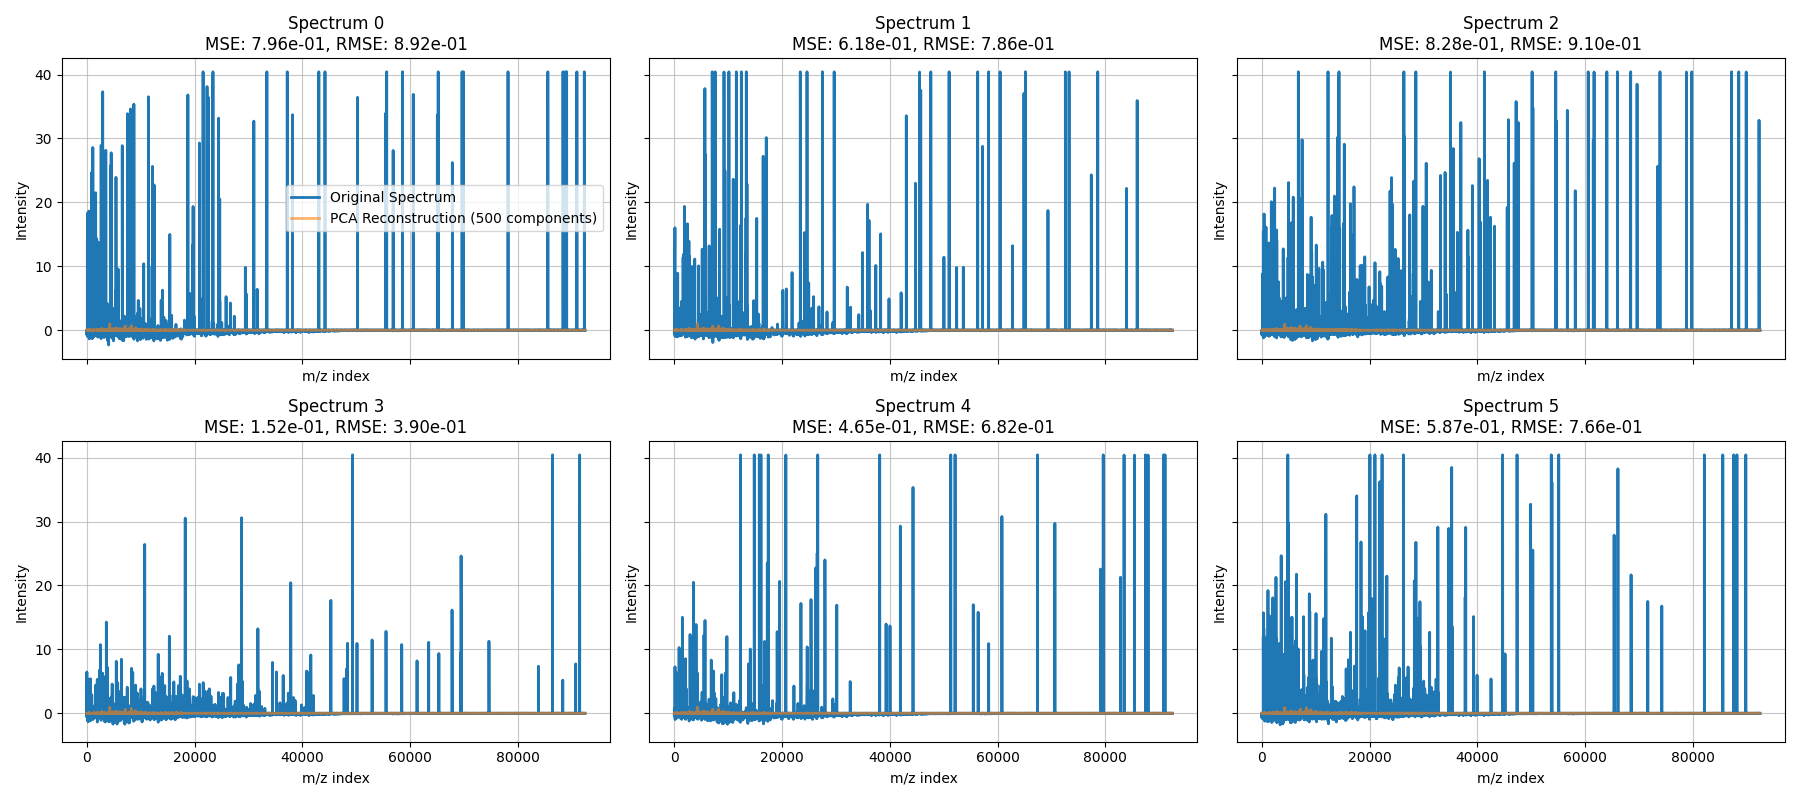 Spectrum 0
MSE: 7.96e-01, RMSE: 8.92e-01
Spectrum 1
MSE: 6.18e-01, RMSE: 7.86e-01
Spectrum 2
MSE: 8.28e-01, RMSE: 9.10e-01
40
30
20
10
0
Intensity
Original Spectrum
PCA Reconstruction (500 components)
m/z index
Intensity
m/z index
Intensity
m/z index
Spectrum 3
MSE: 1.52e-01, RMSE: 3.90e-01
Spectrum 4
MSE: 4.65e-01, RMSE: 6.82e-01
Spectrum 5
MSE: 5.87e-01, RMSE: 7.66e-01
40
30
20
10
0
Intensity
0 20000 40000 60000 80000
m/z index
Intensity
0 20000 40000 60000 80000
m/z index
Intensity
0 20000 40000 60000 80000
m/z index